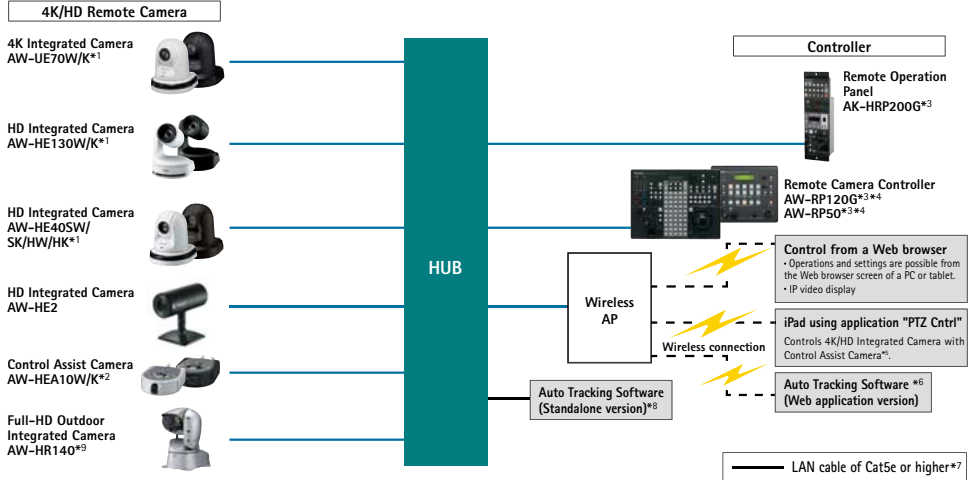 4K/HD Remote Camera
4K Integrated Camera
AW-UE70W/K*1
HD Integrated Camera
AW-HE130W/K*1
HD Integrated Camera
AW-HE40SW/
SK/HW/HK*1
HD Integrated Camera
AW-HE2
Control Assist Camera
AW-HEA10W/K*2
Full-HD Outdoor
Integrated Camera
AW-HR140*9
HUB
Controller
Remote Operation
Panel
AK-HRP200G*3
Remote Camera Controller
AW-RP120G*3*4
AW-RP50*3*4
Wireless
AP
Wireless connection
Control from a Web browser
・Operations and settings are possible from
the Web browser screen of a PC or tablet.
・IP video display
iPad using application "PTZ Cntrl"
Controls 4K/HD Integrated Camera with
Control Assist Camera*5.
Auto Tracking Software *6
(Web application version)
Auto Tracking Software
(Standalone version)*8
LAN cable of Cat5e or higher*7